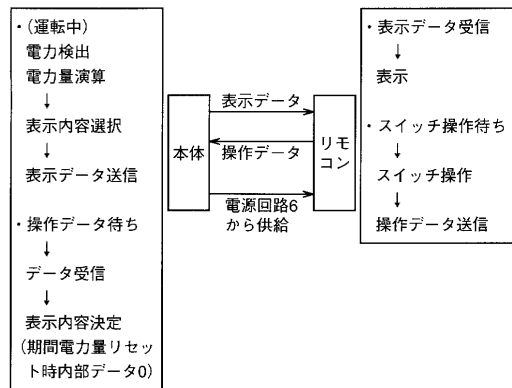 ・(運転中)
電力検出
電力量演算
↓
表示内容選択
↓
表示データ送信
・操作データ待ち
↓
データ受信
↓
表示内容決定
(期間電力量リセッ
ト時内部データ0)
本体
表示データ
操作データ
電源回路6
から供給
リモ
コン
・表示データ受信
↓
表示
・スイッチ操作待ち
↓
スイッチ操作
↓
操作データ送信